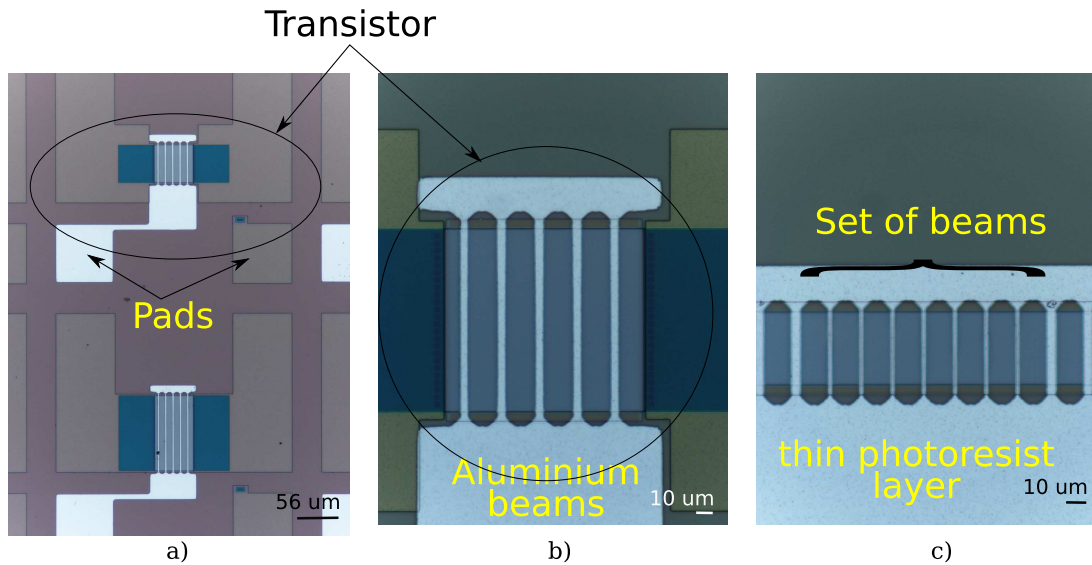 Transistor
Pads
56 um
a)
Aluminium
beams
10 um
b)
Set of beams
thin photoresist
layer
10 um
c)